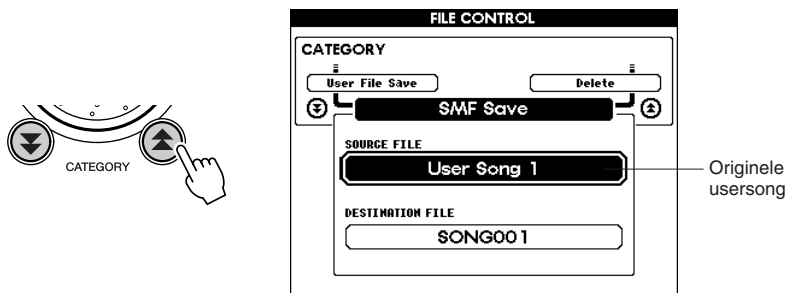 FILE CONTROL
CATEGORY
User File Save
Delete
SMF Save
CATEGORY
SOURCE FILE
User Song 1
Originele
usersong
DESTINATION FILE
SONG001